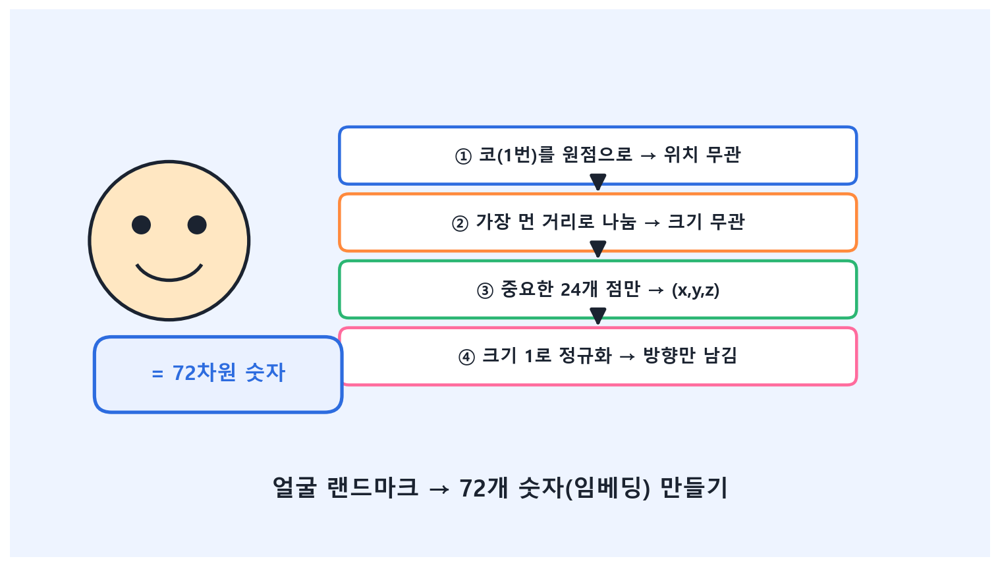 ① 코(1번)를 원점으로 → 위치 무관
② 가장 먼 거리로 나눔 → 크기 무관
③ 중요한 24개 점만 → (x,y,z)
④ 크기 1로 정규화 → 방향만 남김
= 72차원 숫자
얼굴 랜드마크 → 72개 숫자(임베딩) 만들기